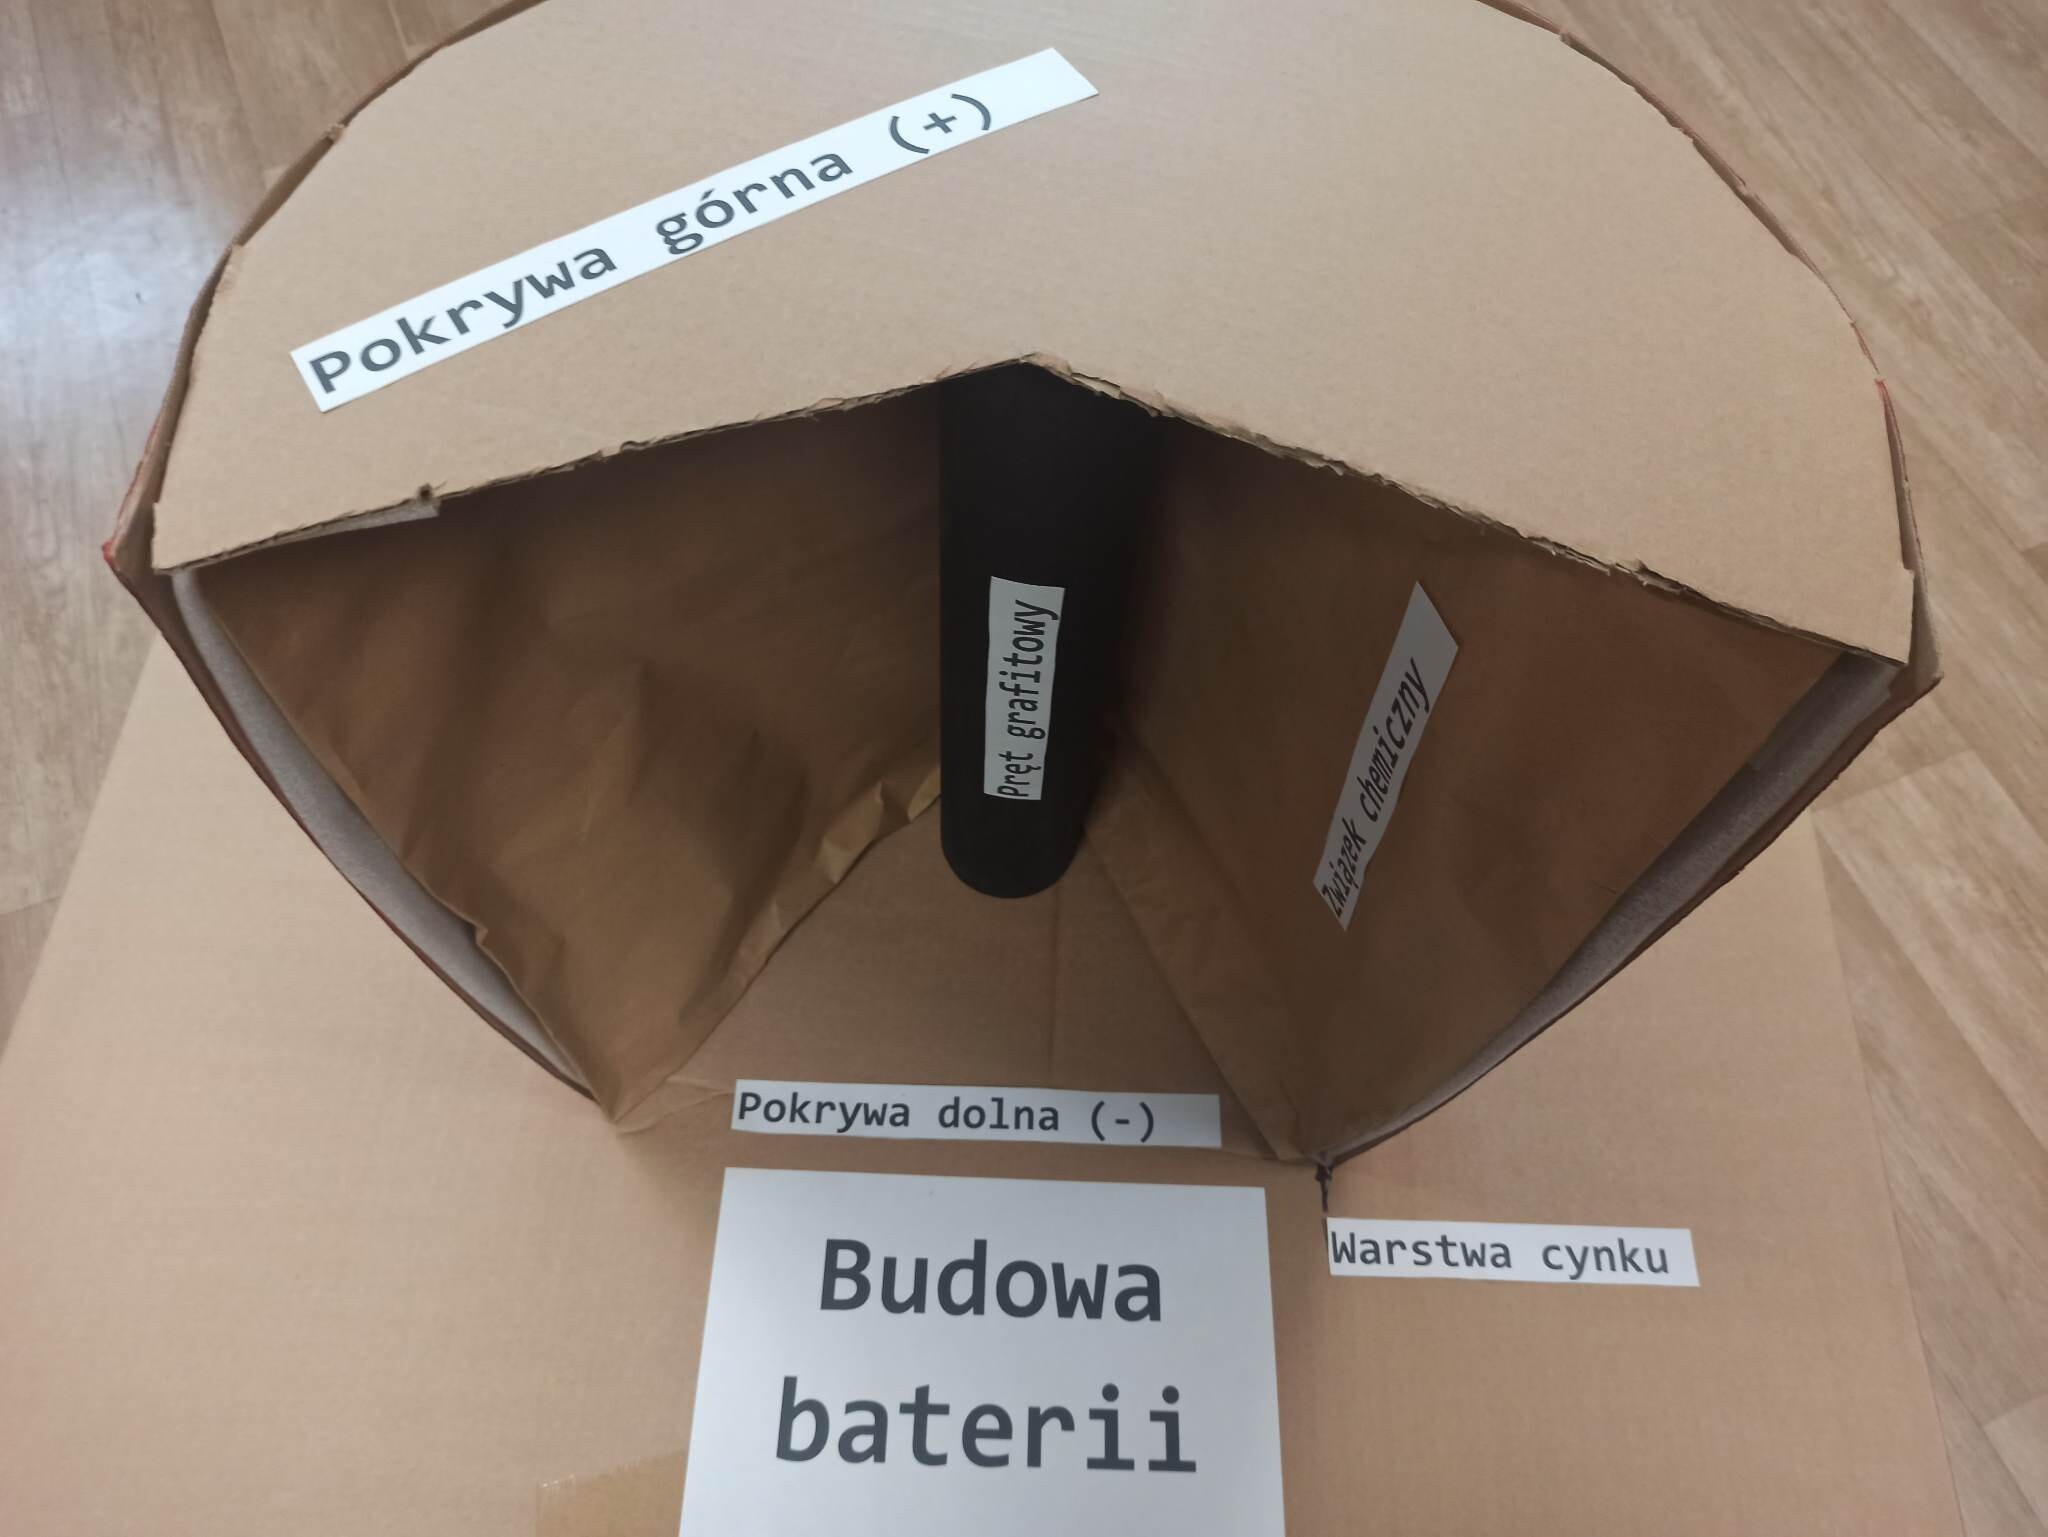 Pokrywa górna (+)
Pręt grafitowy
Związek chemiczny
Pokrywa dolna (-)
Warstwa cynku
Budowa
baterii